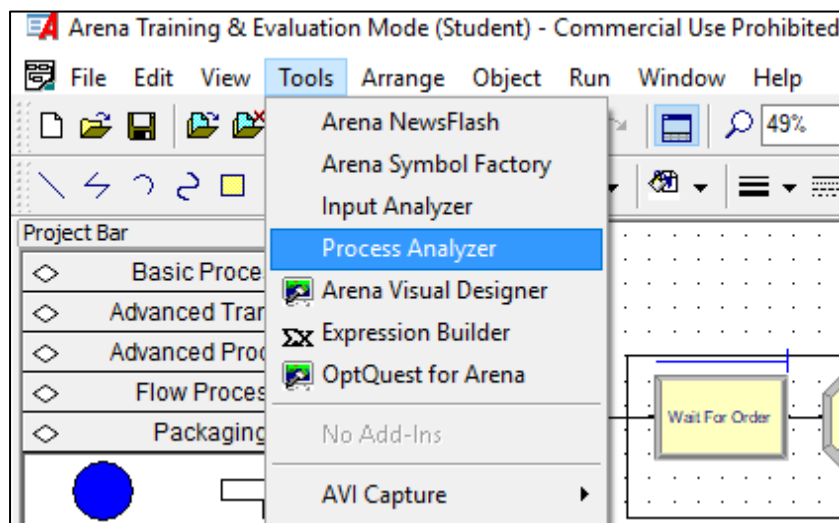 Arena Training & Evaluation Mode (Student) - Commercial Use Prohibited
File Edit View Tools Arrange Object Run Window Help
49%
Project Bar
Arena NewsFlash
Arena Symbol Factory
Input Analyzer
Process Analyzer
Arena Visual Designer
Expression Builder
OptQuest for Arena
No Add-Ins
AVI Capture
Basic Proce
Advanced Tran
Advanced Proc
Flow Proces
Packaging
Wait For Order